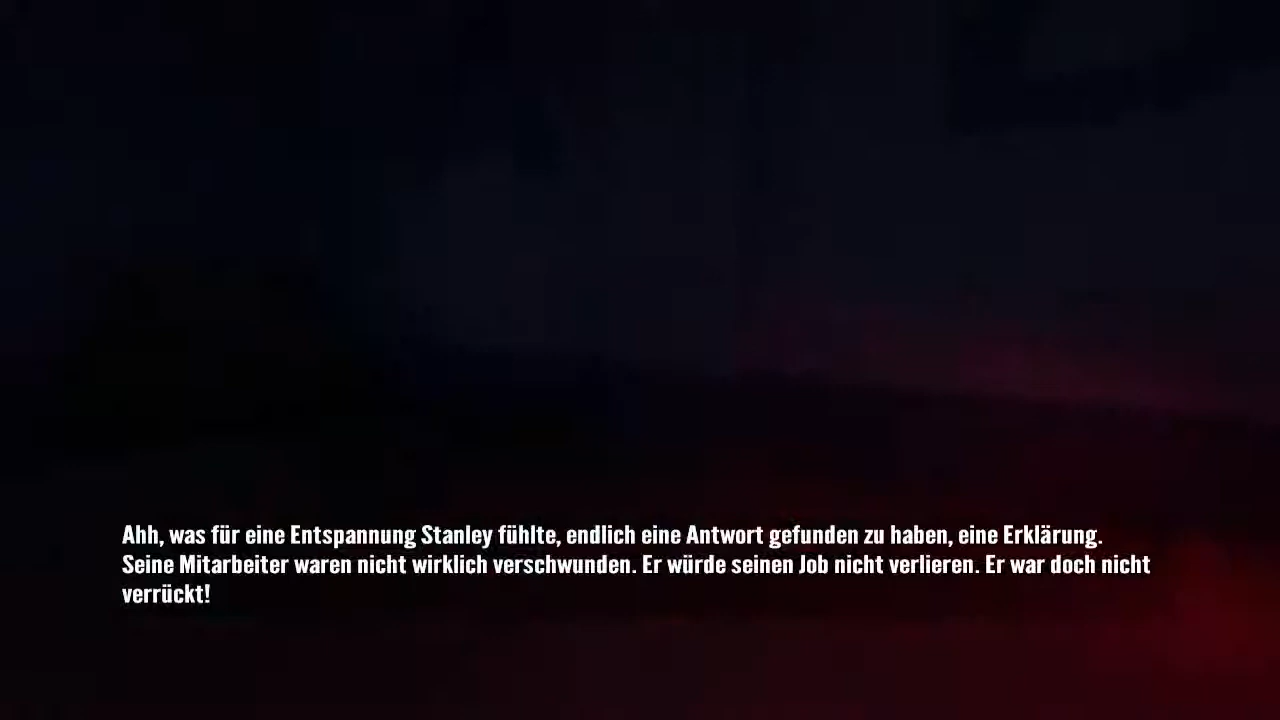 Ahh, was für eine Entspannung Stanley fühlte, endlich eine Antwort gefunden zu haben, eine Erklärung.
Seine Mitarbeiter waren nicht wirklich verschwunden. Er würde seinen Job nicht verlieren. Er war doch nicht
verrückt!